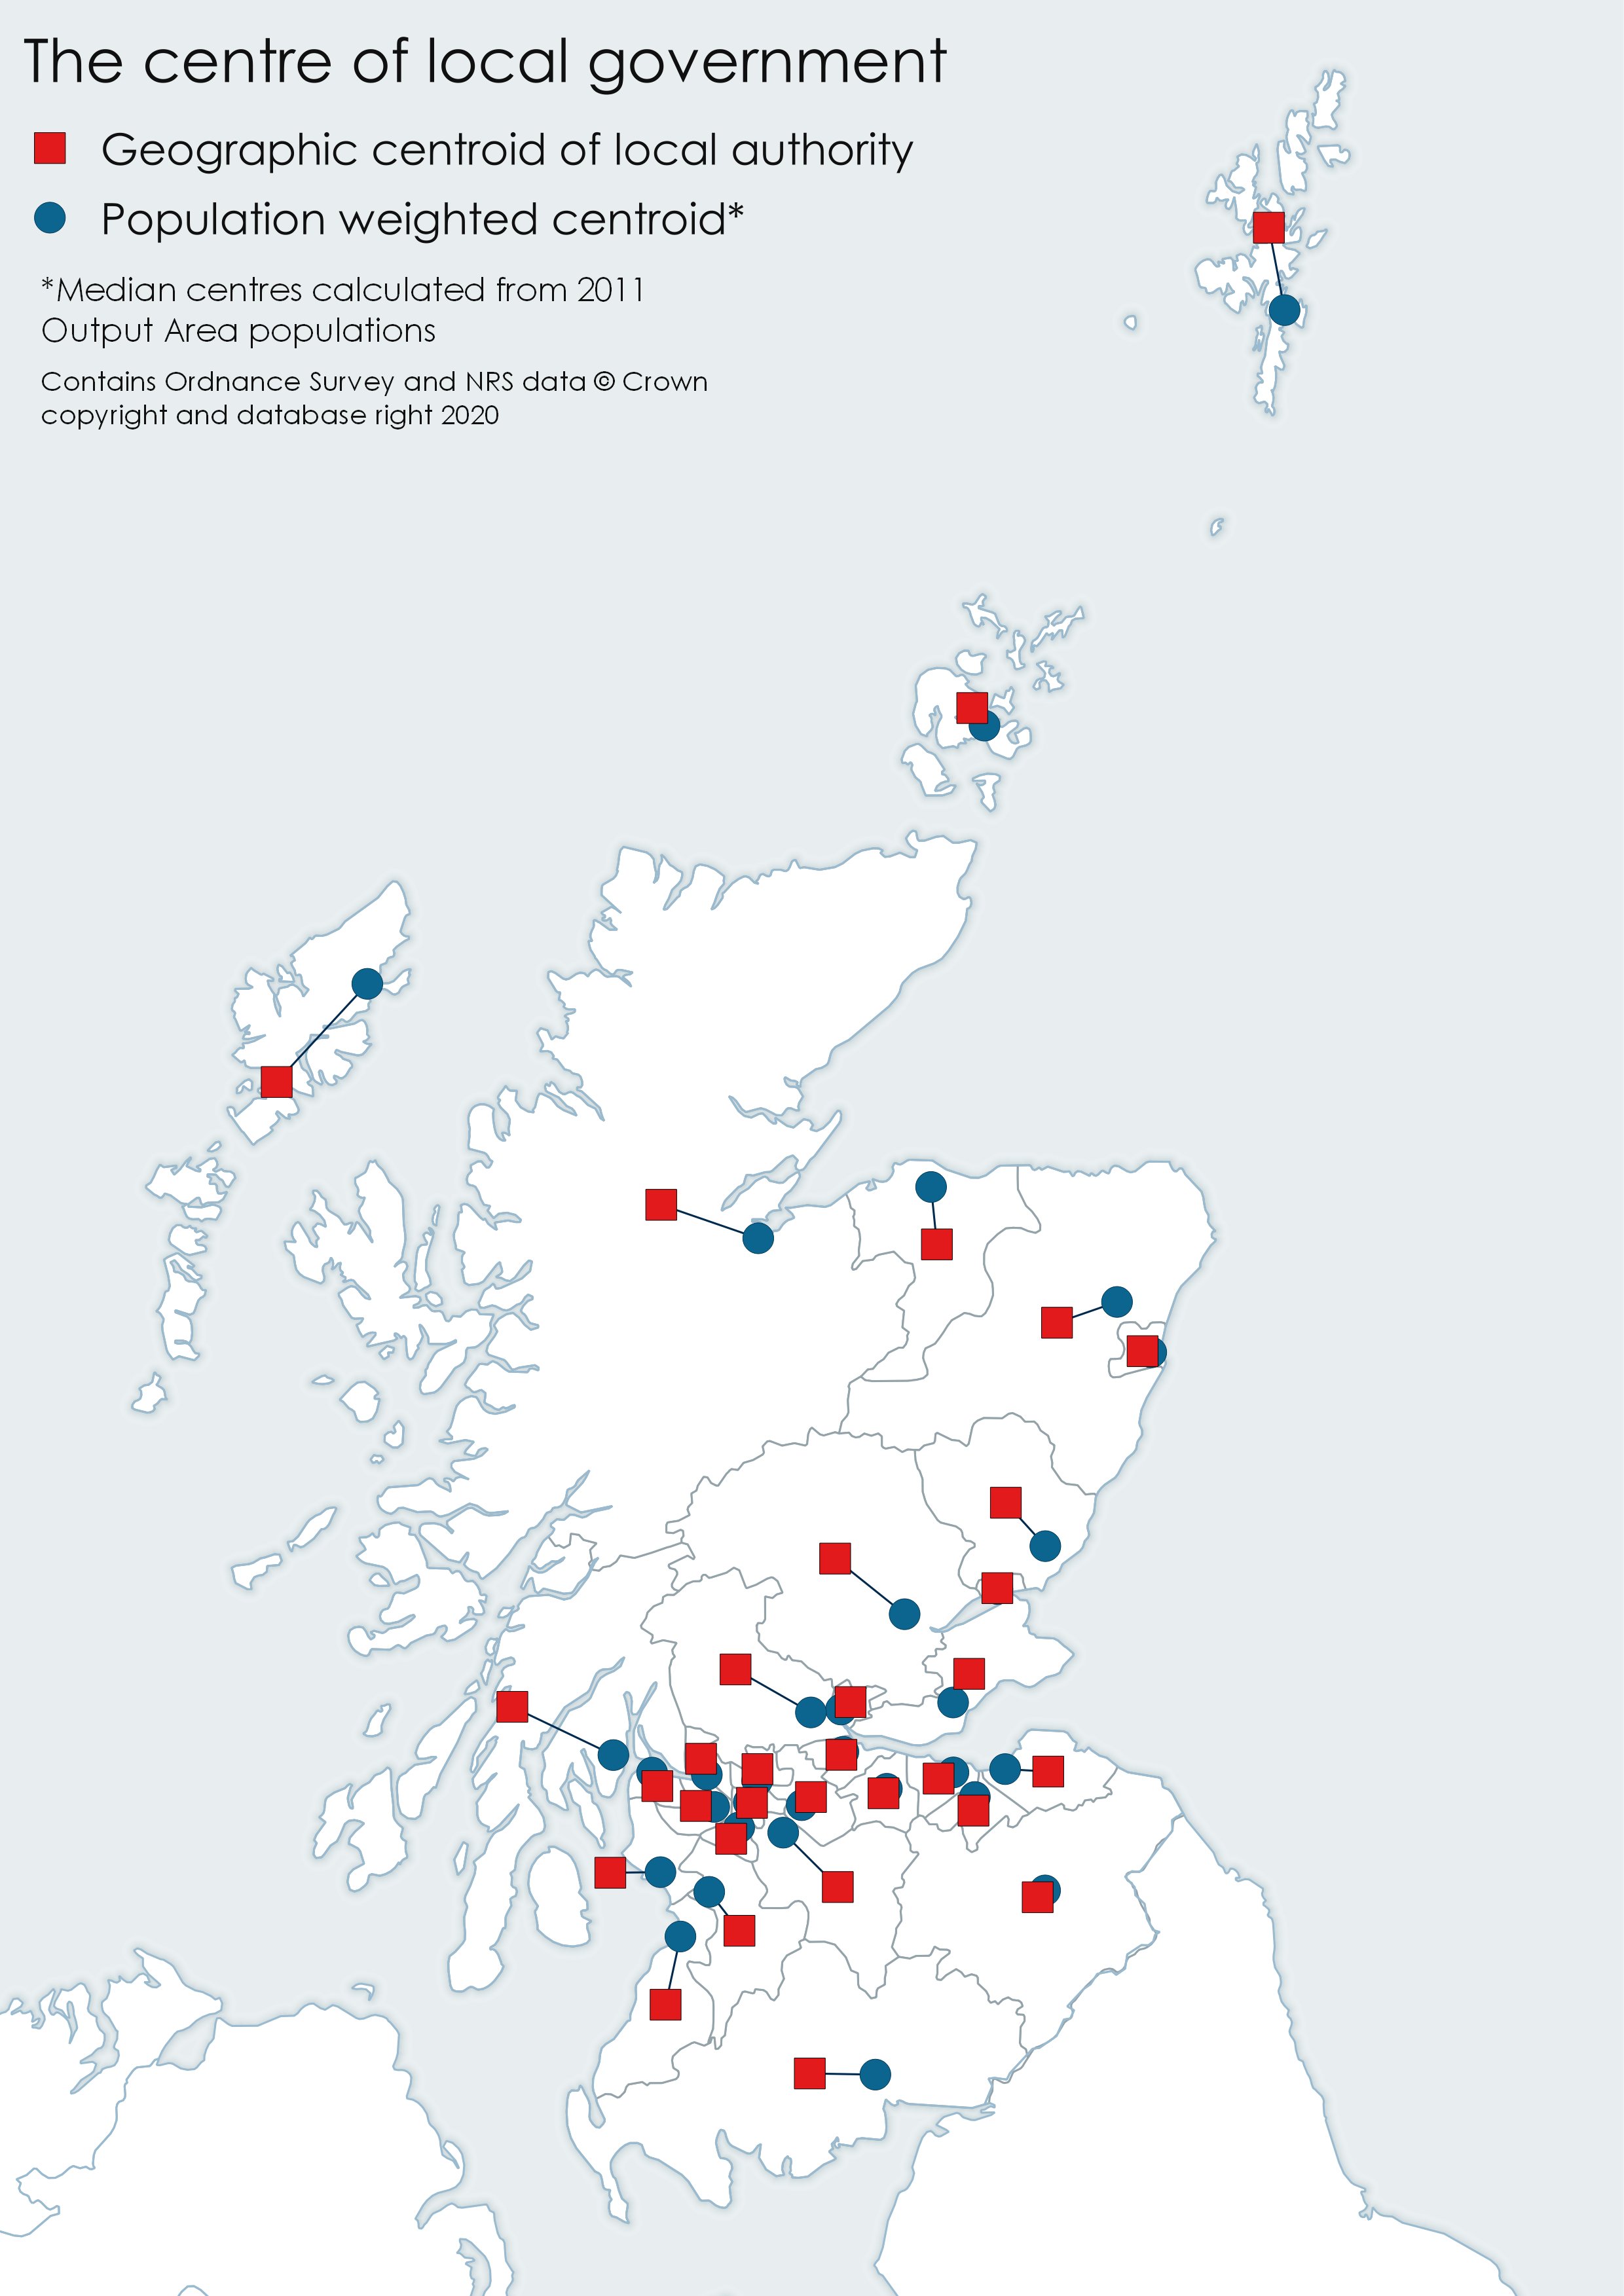 The centre of local government
Geographic centroid of local authority
Population weighted centroid*
*Median centres calculated from 2011
Output Area populations
Contains Ordnance Survey and NRS data © Crown
copyright and database right 2020